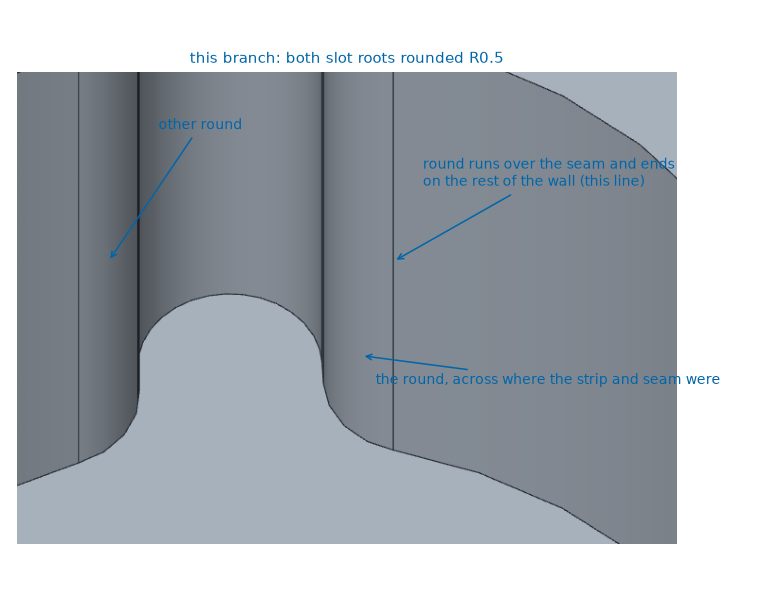 this branch: both slot roots rounded R0.5
other round
round runs over the seam and ends
on the rest of the wall (this line)
the round, across where the strip and seam were